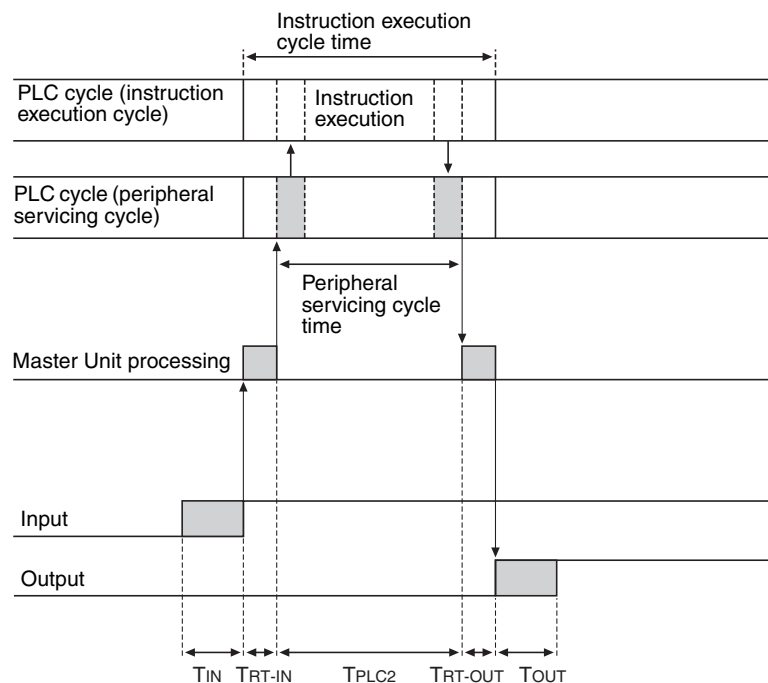 Instruction execution
cycle time
PLC cycle (instruction
execution cycle)
Instruction
execution
PLC cycle (peripheral
servicing cycle)
Peripheral
servicing cycle
time
Master Unit processing
Input
Output
TIN TRT-IN TPLC2 TRT-OUT TOUT